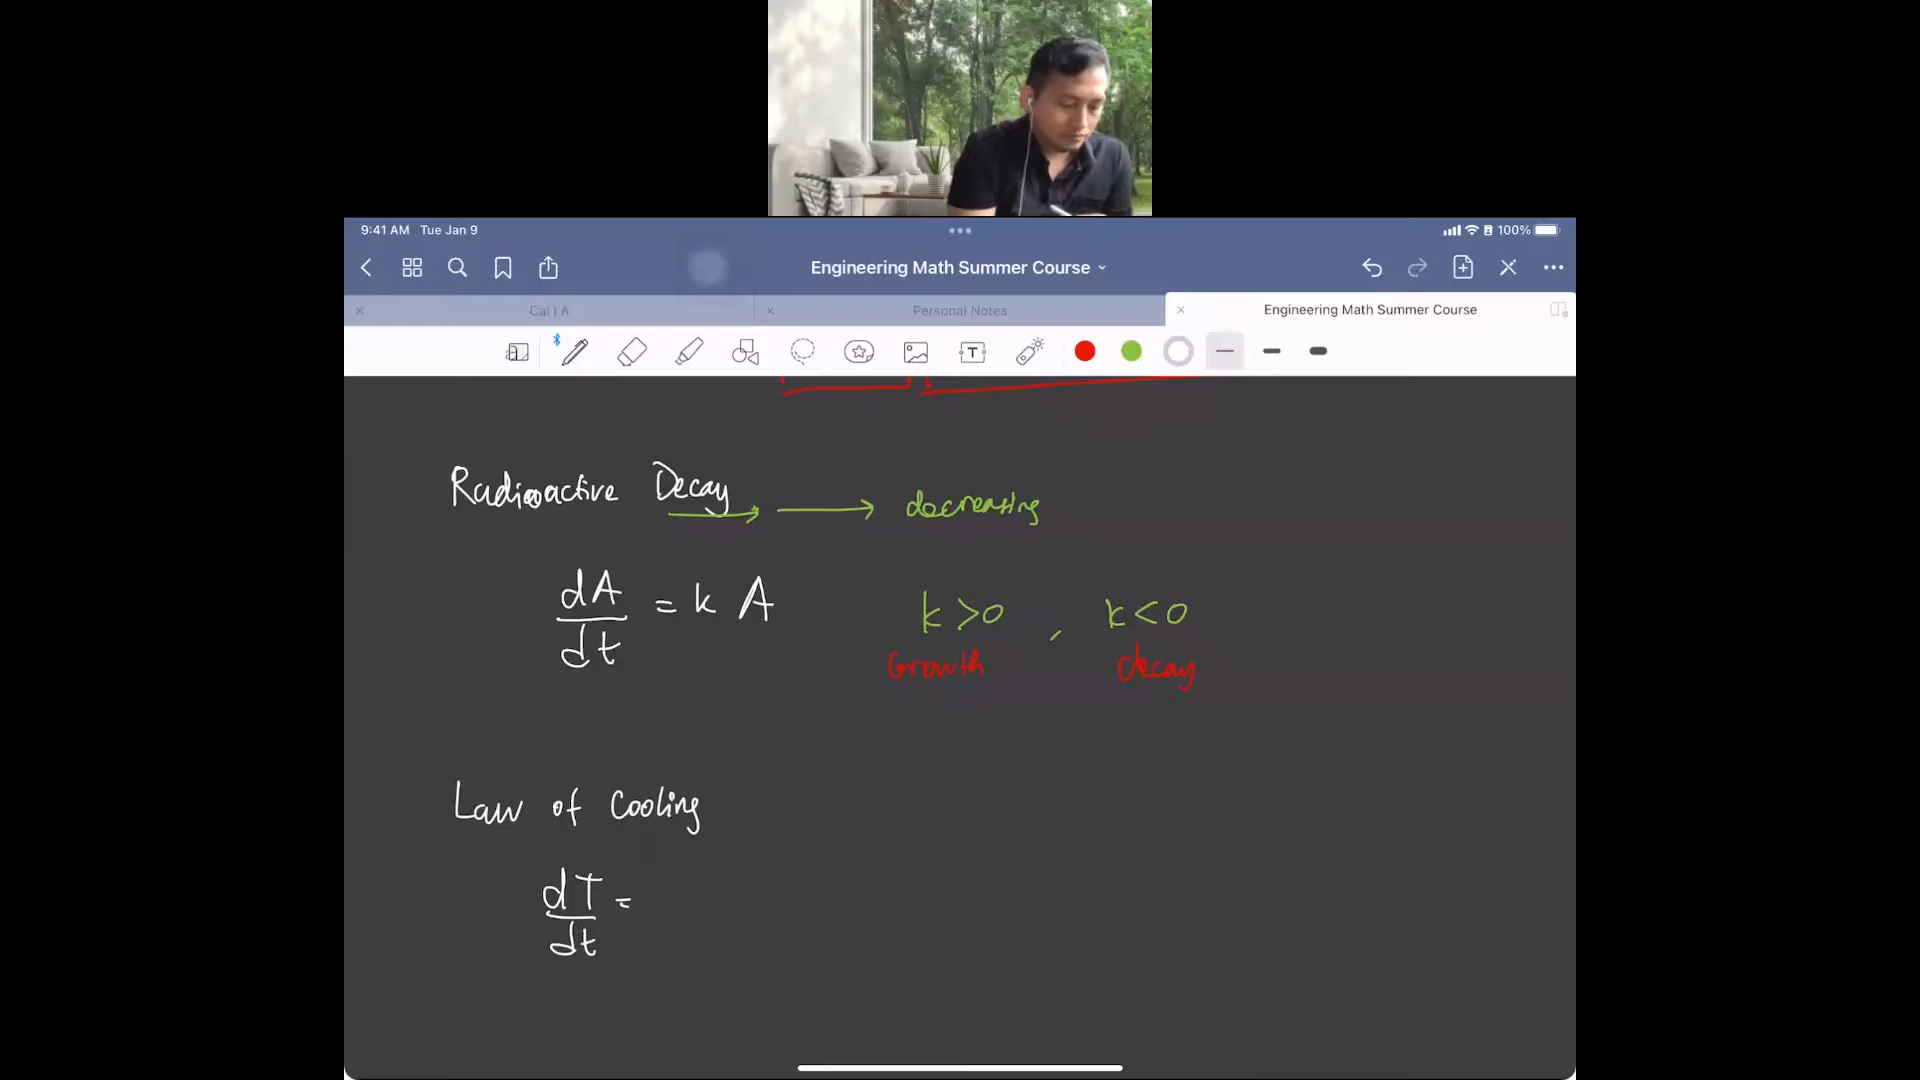 9:41 AM Tue Jan 9
100%
Engineering Math Summer Course
Cal I A
Personal Notes
Engineering Math Summer Course
T
Radioactive Decay → decreasing
dA/dt = k A
k > 0 , k < 0
Growth decay
Law of Cooling
dT/dt =